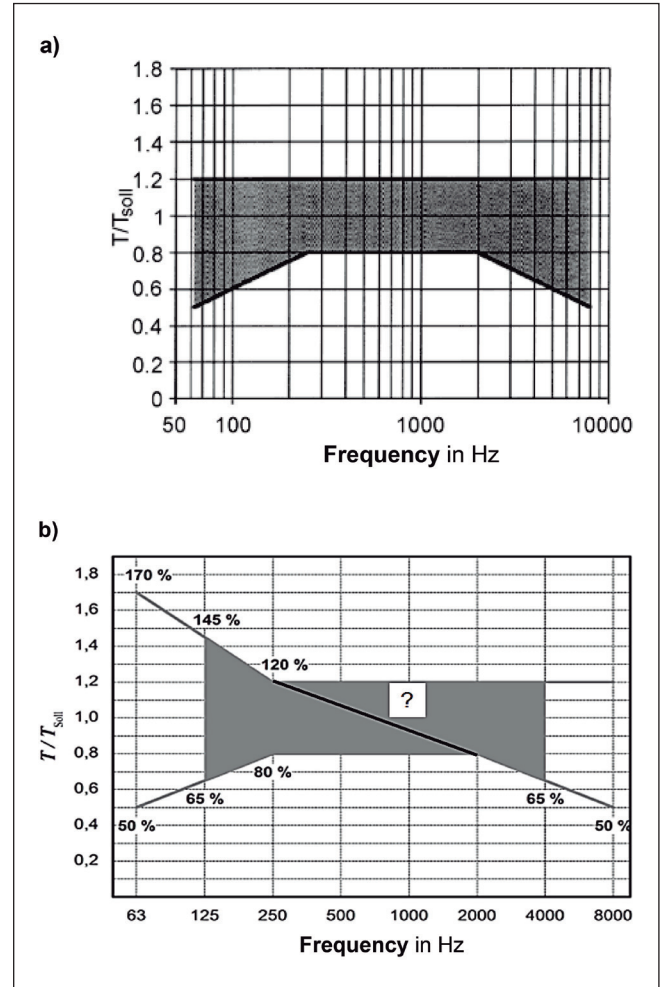 a)
1.8
1.6
1.4
1.2
1
0.8
0.6
0.4
0.2
0
T/Tsoll
50 100 1000 10000
Frequency in Hz
b)
1,8
1,6
1,4
1,2
1,0
0,8
0,6
0,4
0,2
T/TSoll
170 %
145 %
120 %
?
80 %
65 % 65 %
50 % 50 %
63 125 250 500 1000 2000 4000 8000
Frequency in Hz